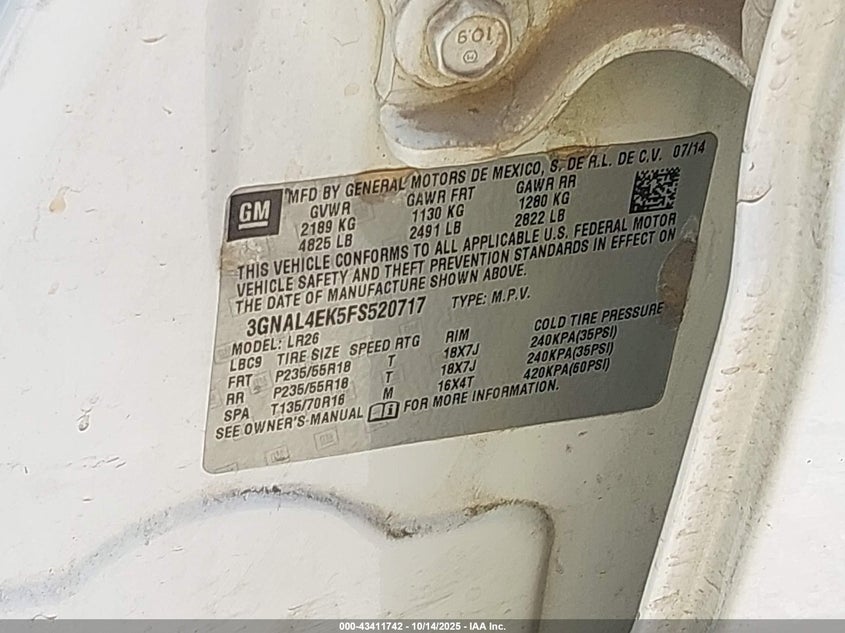 10.9
GM
MFD BY GENERAL MOTORS DE MEXICO, S. DE R.L. DE C.V. 07/14
GVWR GAWR FRT GAWR RR
2189 KG 1130 KG 1280 KG
4825 LB 2491 LB 2822 LB
THIS VEHICLE CONFORMS TO ALL APPLICABLE U.S. FEDERAL MOTOR
VEHICLE SAFETY AND THEFT PREVENTION STANDARDS IN EFFECT ON
THE DATE OF MANUFACTURE SHOWN ABOVE.
3GNAL4EK5FS520717 TYPE: M.P.V.
MODEL: LR26
LBC9 TIRE SIZE SPEED RTG RIM COLD TIRE PRESSURE
FRT P235/55R18 T 18X7J 240KPA(35PSI)
RR P235/55R18 T 18X7J 240KPA(35PSI)
SPA T135/70R16 M 16X4T 420KPA(60PSI)
SEE OWNER'S-MANUAL FOR MORE INFORMATION.
000-43411742 - 10/14/2025 - IAA Inc.